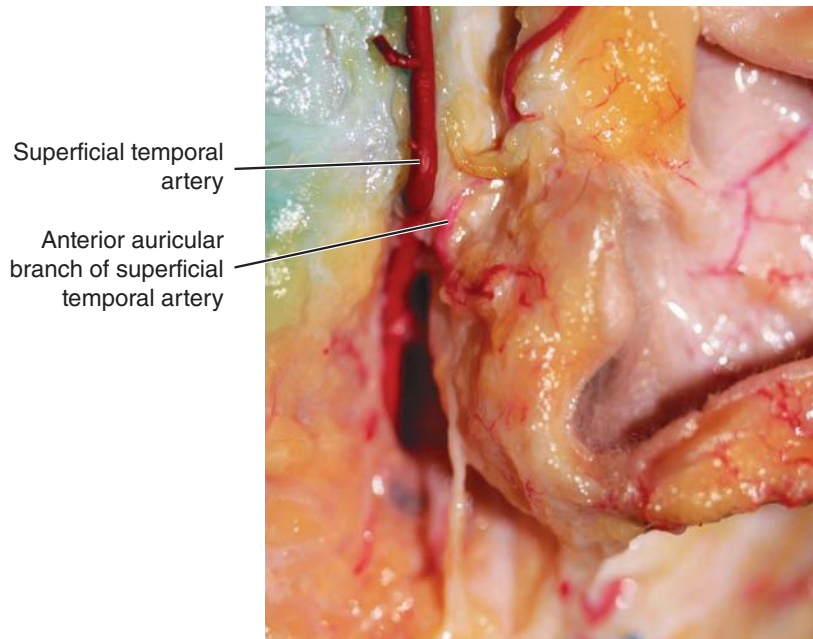 Superficial temporal
artery
Anterior auricular
branch of superficial
temporal artery